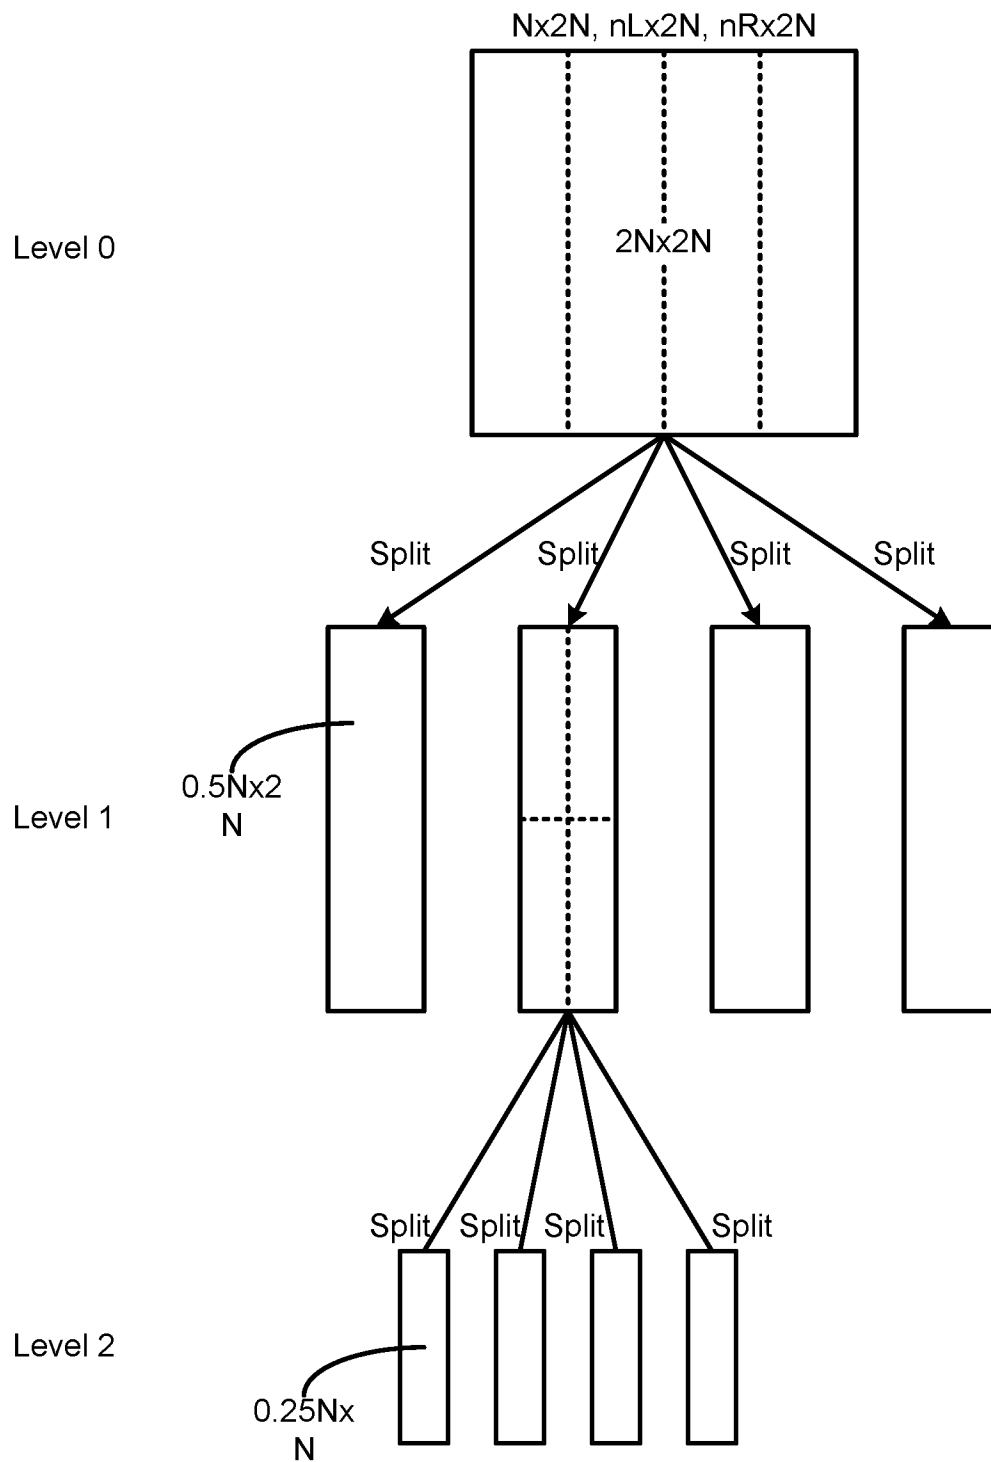 Nx2N, nLx2N, nRx2N
Level 0
2Nx2N
Split Split Split Split
0.5Nx2
N
Level 1
Split Split Split Split
Level 2
0.25Nx
N